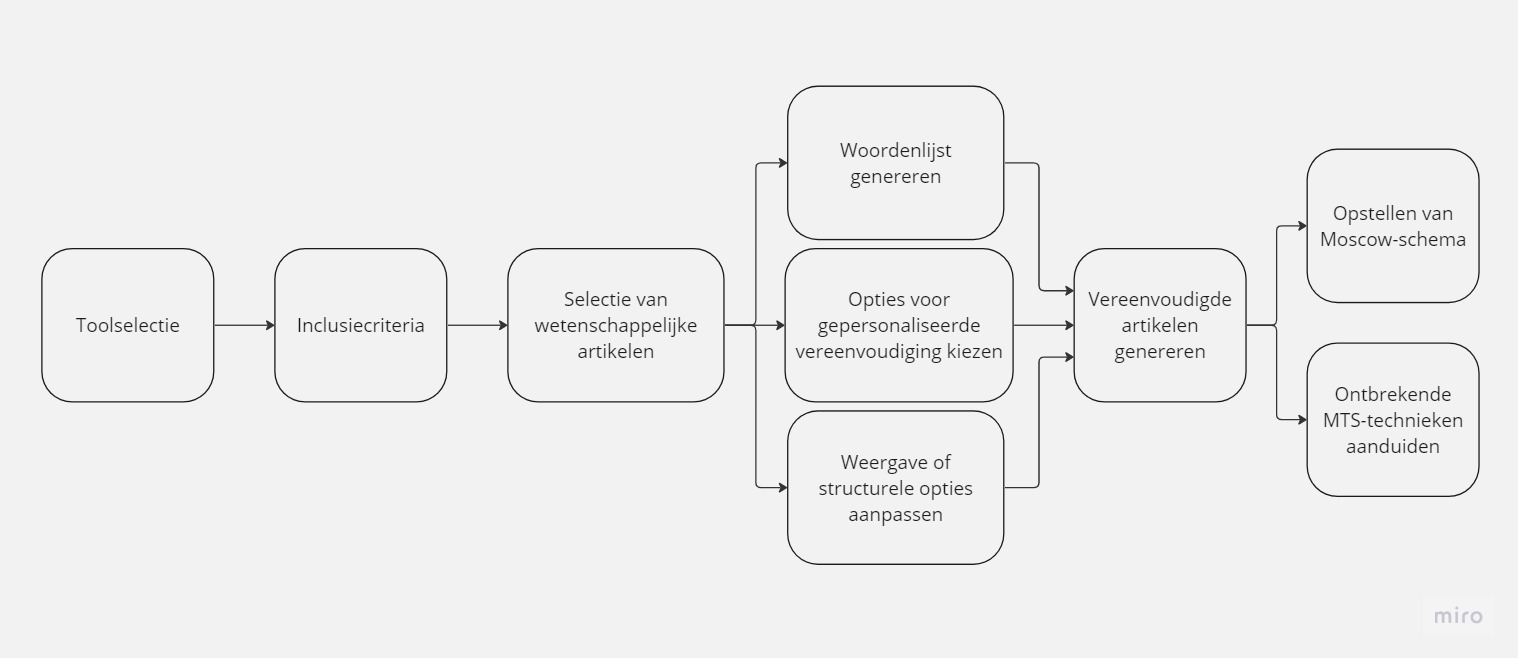 Toolselectie
Inclusiecriteria
Selectie van
wetenschappelijke
artikelen
Woordenlijst
genereren
Opties voor
gepersonaliseerde
vereenvoudiging kiezen
Weergave of
structurele opties
aanpassen
Vereenvoudigde
artikelen
genereren
Opstellen van
Moscow-schema
Ontbrekende
MTS-technieken
aanduiden
miro